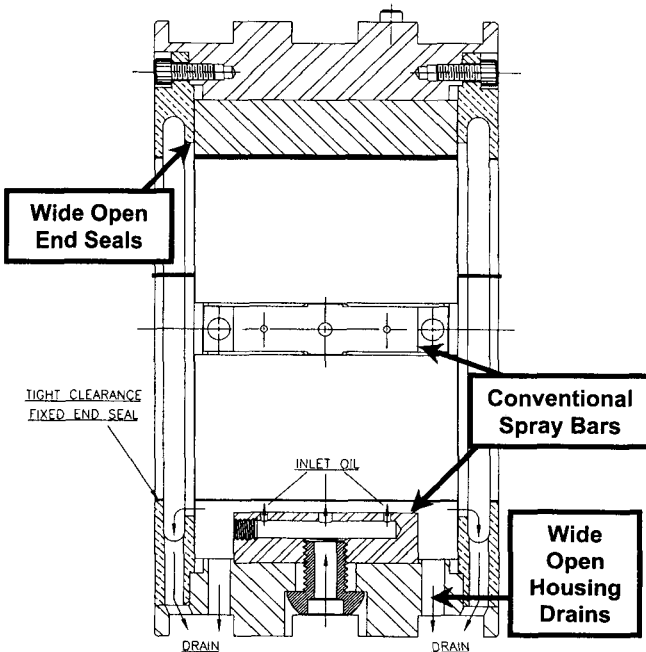 Wide Open
End Seals
TIGHT CLEARANCE
FIXED END SEAL
Conventional
Spray Bars
INLET OIL
Wide
Open
Housing
Drains
DRAIN
DRAIN